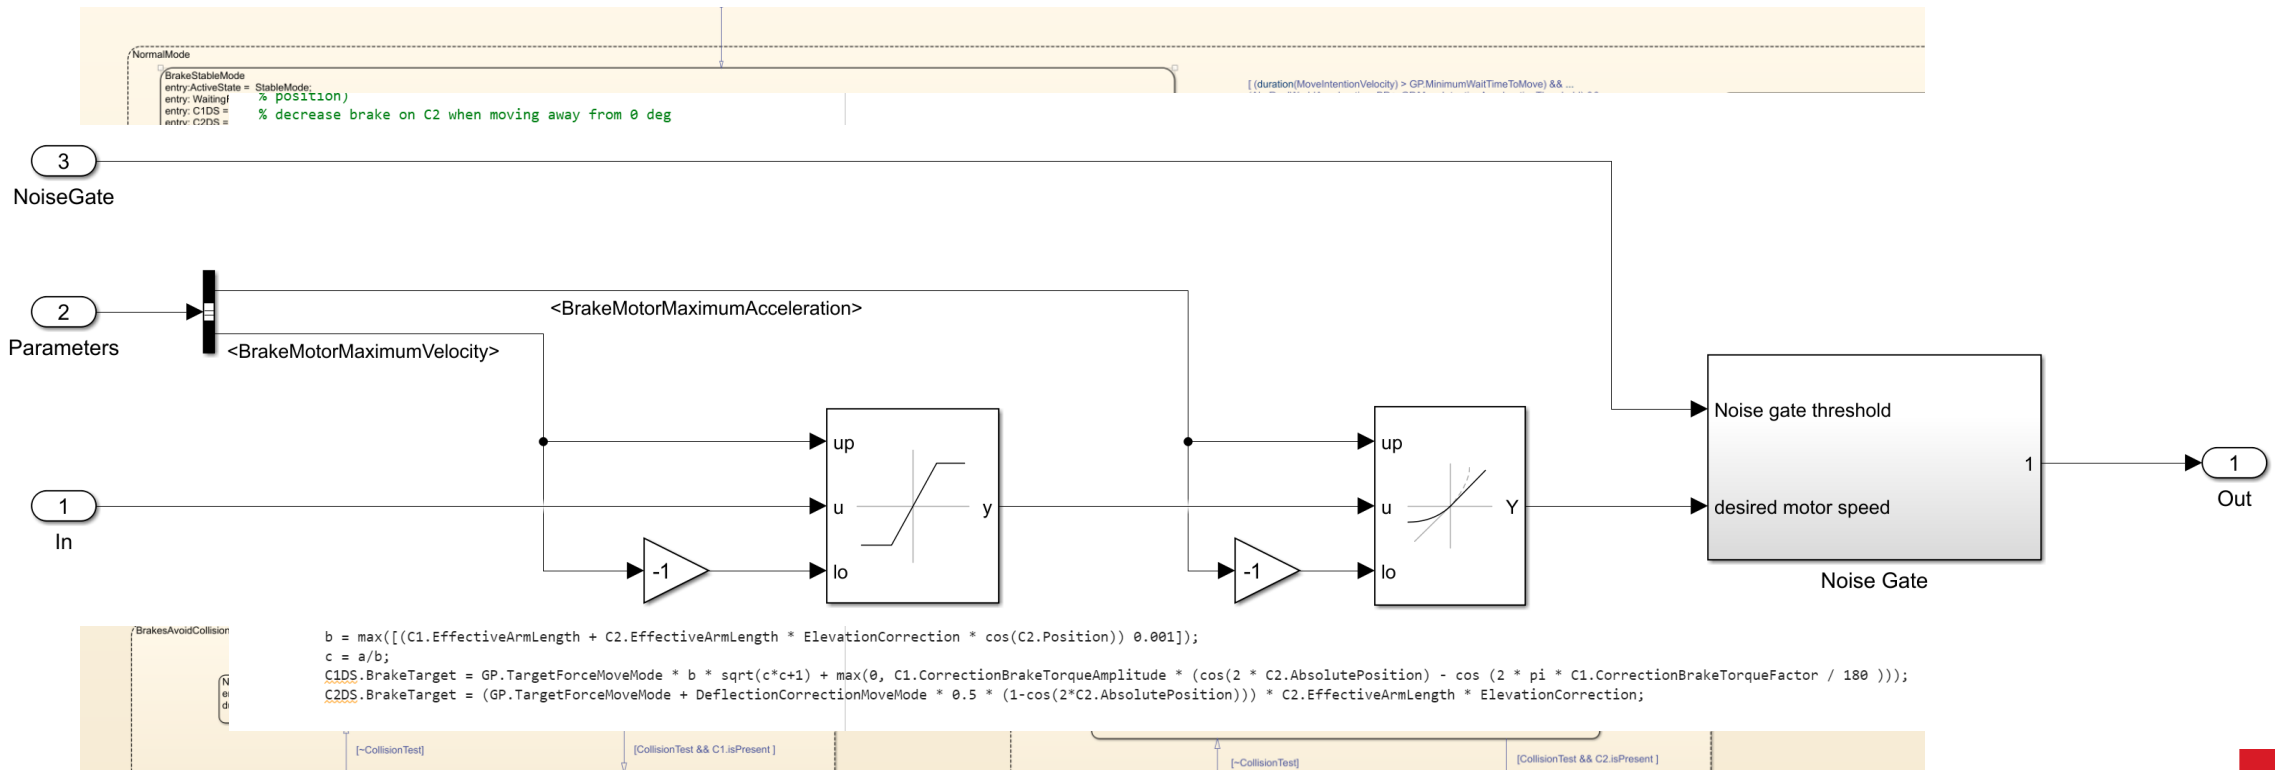 NormalMode
BrakeStableMode
entry:ActiveState = StableMode;
entry: Waiting
entry: C1DS =
entry: C2DS =
[ (duration(MoveIntentionVelocity) > GP.MinimumWaitTimeToMove) && ...
% position)
% decrease brake on C2 when moving away from 0 deg
3
NoiseGate
2
Parameters
<BrakeMotorMaximumAcceleration>
<BrakeMotorMaximumVelocity>
1
In
up
u
lo
y
-1
up
u
lo
Y
-1
Noise gate threshold
desired motor speed
1
Noise Gate
1
Out
BrakesAvoidCollision
b = max([(C1.EffectiveArmLength + C2.EffectiveArmLength * ElevationCorrection * cos(C2.Position)) 0.001]);
c = a/b;
C1DS.BrakeTarget = GP.TargetForceMoveMode * b * sqrt(c*c+1) + max(0, C1.CorrectionBrakeTorqueAmplitude * (cos(2 * C2.AbsolutePosition) - cos (2 * pi * C1.CorrectionBrakeTorqueFactor / 180 )));
C2DS.BrakeTarget = (GP.TargetForceMoveMode + DeflectionCorrectionMoveMode * 0.5 * (1-cos(2*C2.AbsolutePosition))) * C2.EffectiveArmLength * ElevationCorrection;
[~CollisionTest]
[CollisionTest && C1.isPresent ]
[~CollisionTest]
[CollisionTest && C2.isPresent ]